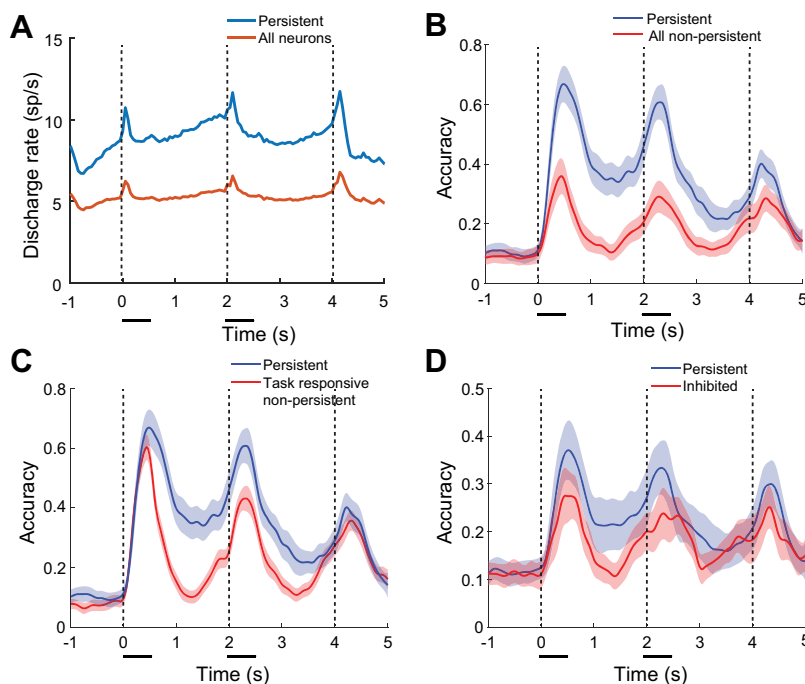 A
Persistent
All neurons
15
10
5
0
Discharge rate (sp/s)
-1 0 1 2 3 4 5
Time (s)
B
Persistent
All non-persistent
0.8
0.6
0.4
0.2
0
Accuracy
-1 0 1 2 3 4 5
Time (s)
C
Persistent
Task responsive
non-persistent
0.8
0.6
0.4
0.2
0
Accuracy
-1 0 1 2 3 4 5
Time (s)
D
Persistent
Inhibited
0.5
0.4
0.3
0.2
0.1
0
Accuracy
-1 0 1 2 3 4 5
Time (s)